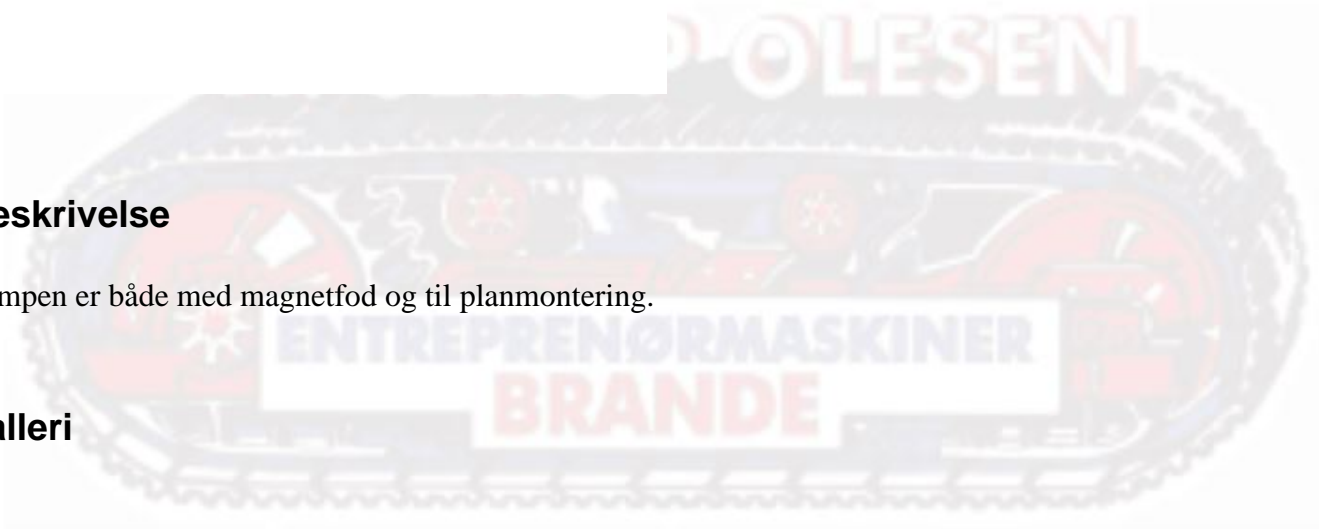 OLESEN
eskrivelse
mpen er både med magnetfod og til planmontering.
ENTREPRENØRMASKINER
BRANDE
alleri